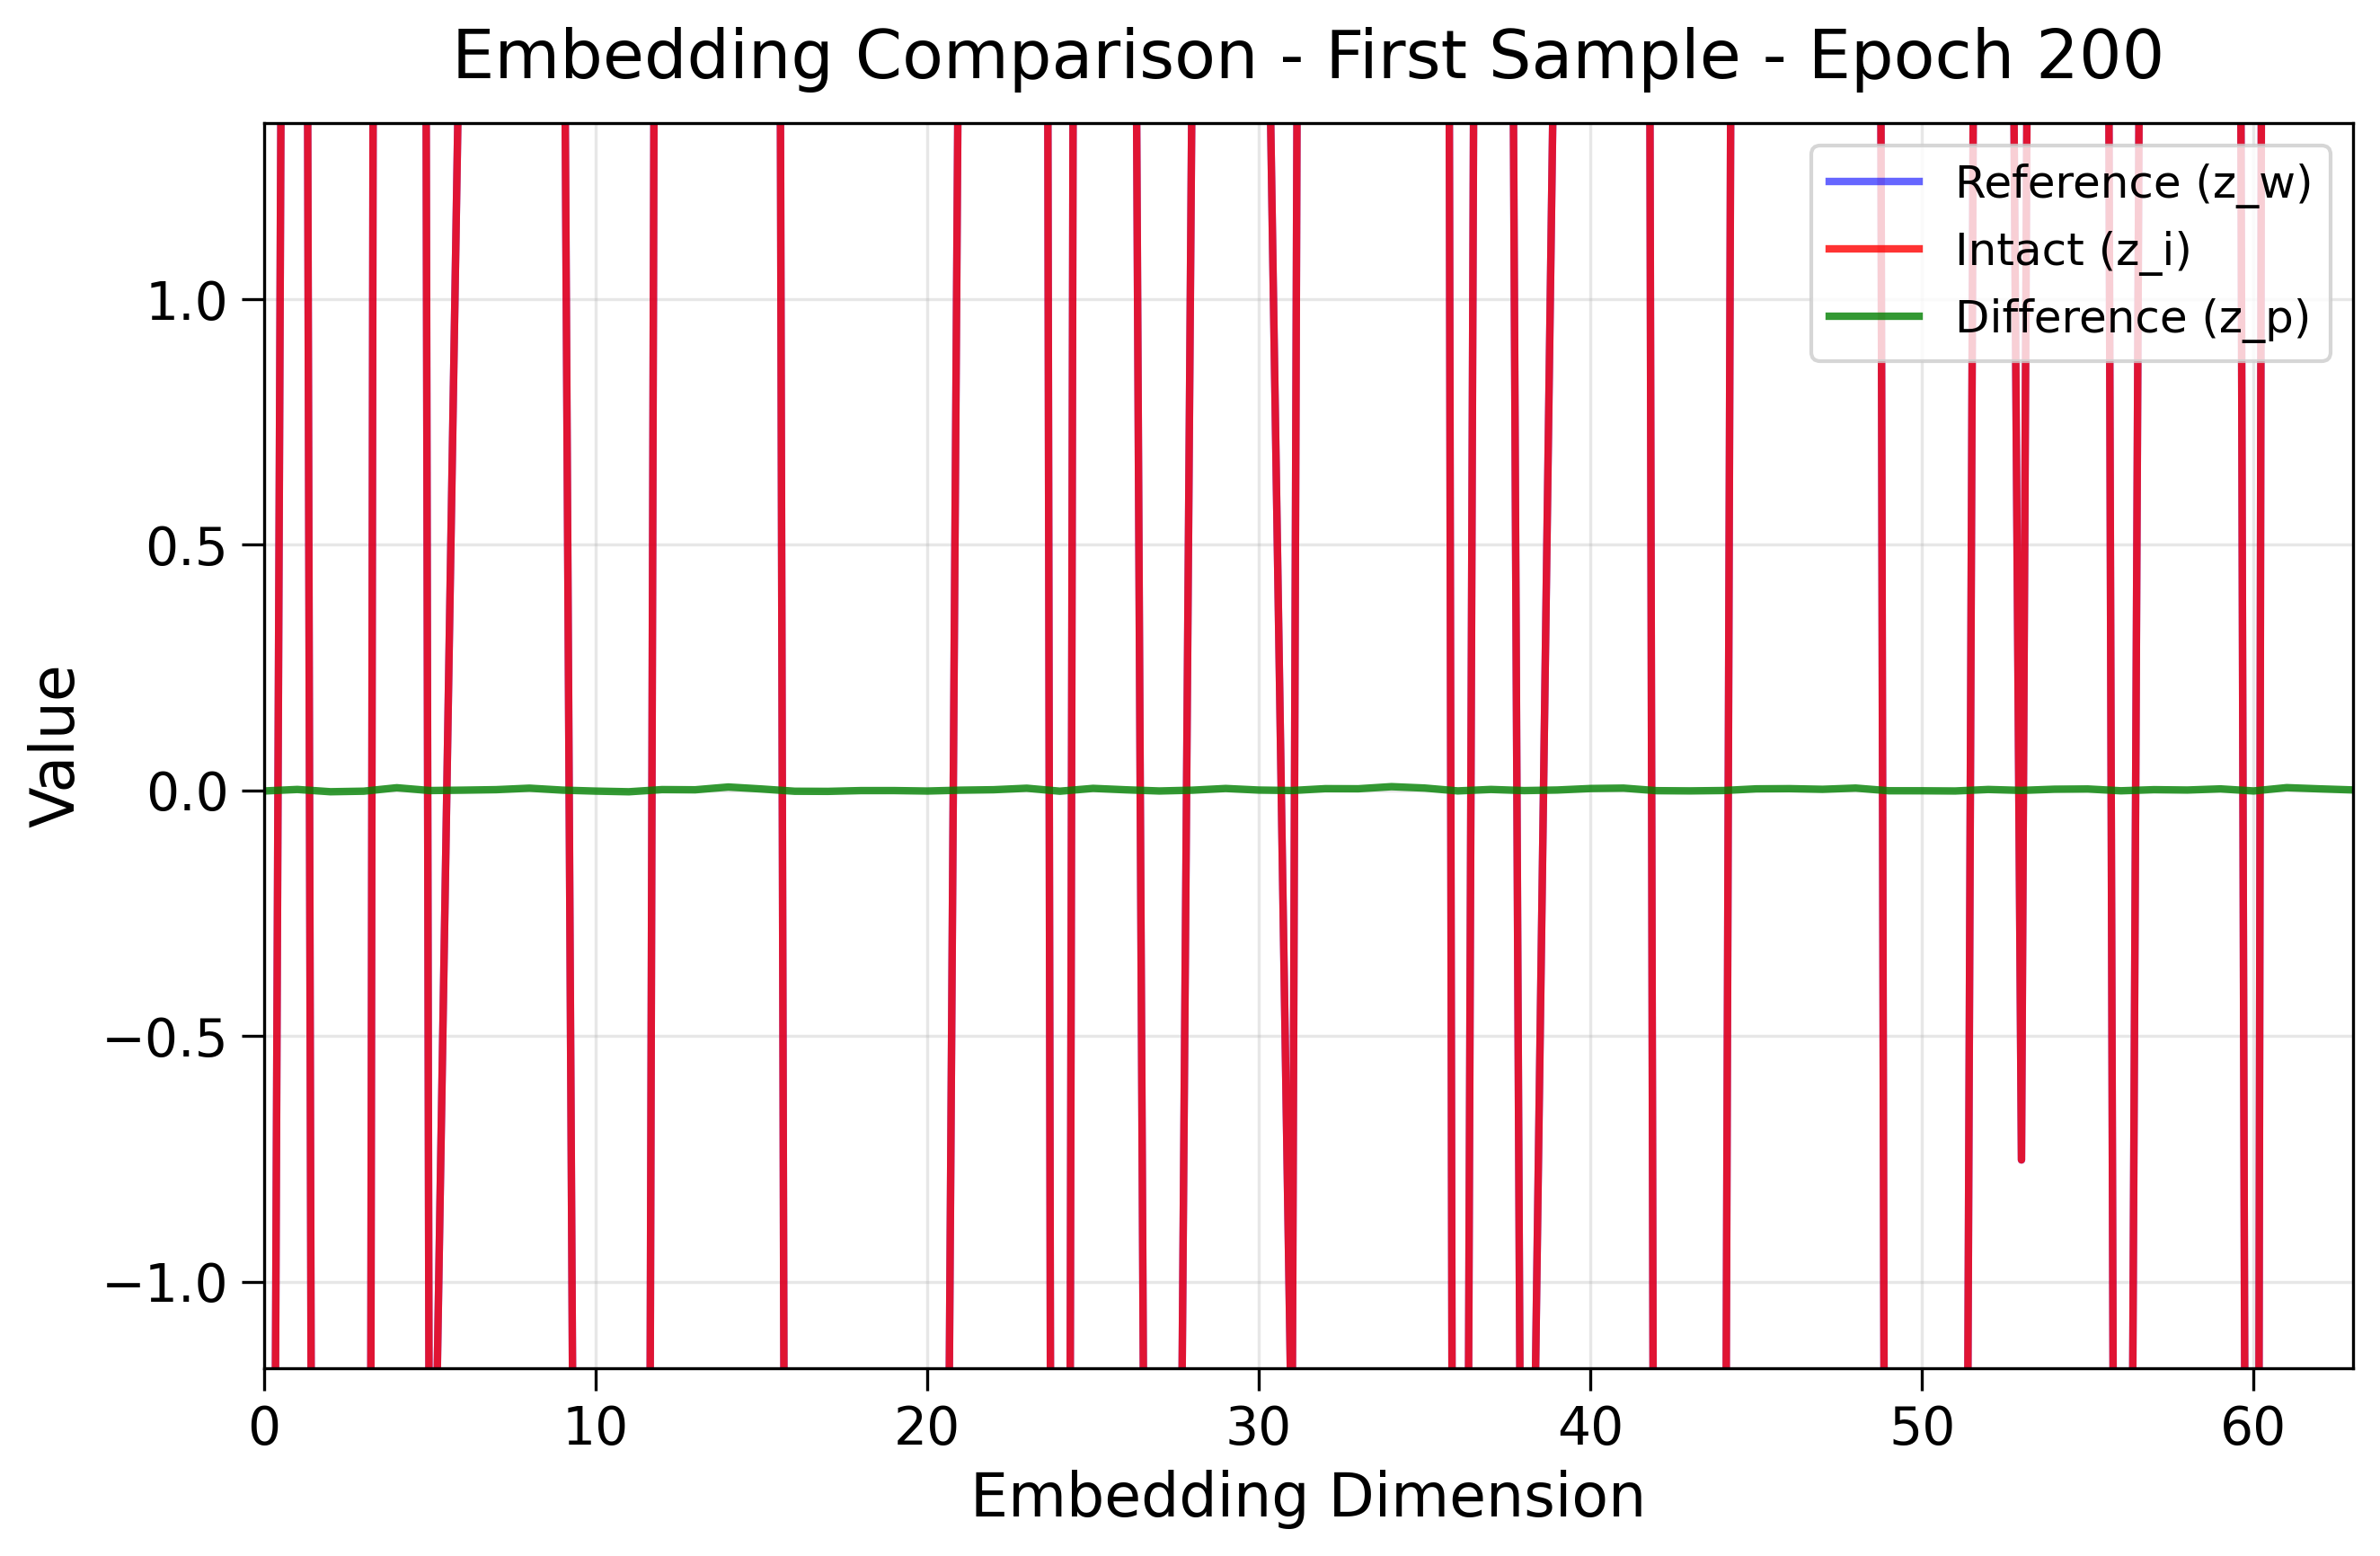 Embedding Comparison - First Sample - Epoch 200
Reference (z_w)
Intact (z_i)
Difference (z_p)
Value
1.0
0.5
0.0
−0.5
−1.0
0 10 20 30 40 50 60
Embedding Dimension